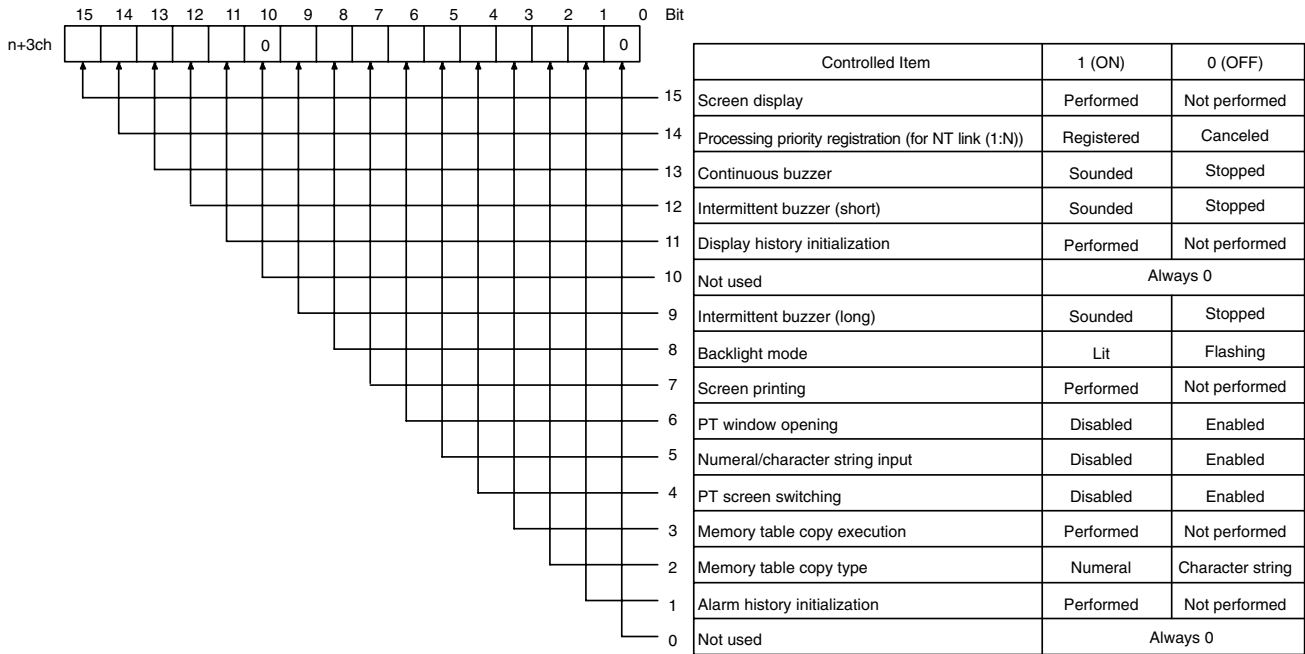 15 14 13 12 11 10 9 8 7 6 5 4 3 2 1 0 Bit
n+3ch 0 0
Controlled Item 1 (ON) 0 (OFF)
15 Screen display Performed Not performed
14 Processing priority registration (for NT link (1:N)) Registered Canceled
13 Continuous buzzer Sounded Stopped
12 Intermittent buzzer (short) Sounded Stopped
11 Display history initialization Performed Not performed
10 Not used Always 0
9 Intermittent buzzer (long) Sounded Stopped
8 Backlight mode Lit Flashing
7 Screen printing Performed Not performed
6 PT window opening Disabled Enabled
5 Numeral/character string input Disabled Enabled
4 PT screen switching Disabled Enabled
3 Memory table copy execution Performed Not performed
2 Memory table copy type Numeral Character string
1 Alarm history initialization Performed Not performed
0 Not used Always 0